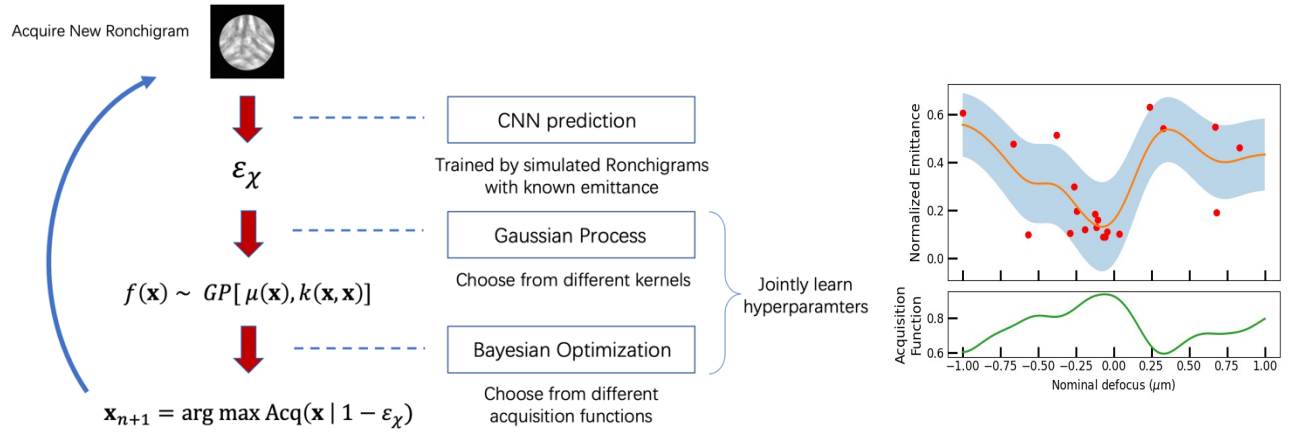 Acquire New Ronchigram
CNN prediction
Trained by simulated Ronchigrams
with known emittance
εχ
Gaussian Process
Choose from different kernels
f(x) ~ GP[ μ(x), k(x, x)]
Jointly learn
hyperparamters
Bayesian Optimization
Choose from different
acquisition functions
xₙ₊₁ = arg max Acq(x | 1 − εχ)
Normalized Emittance
0.6
0.4
0.2
0.0
Acquisition
Function
0.8
0.6
−1.00 −0.75 −0.50 −0.25 0.00 0.25 0.50 0.75 1.00
Nominal defocus (μm)